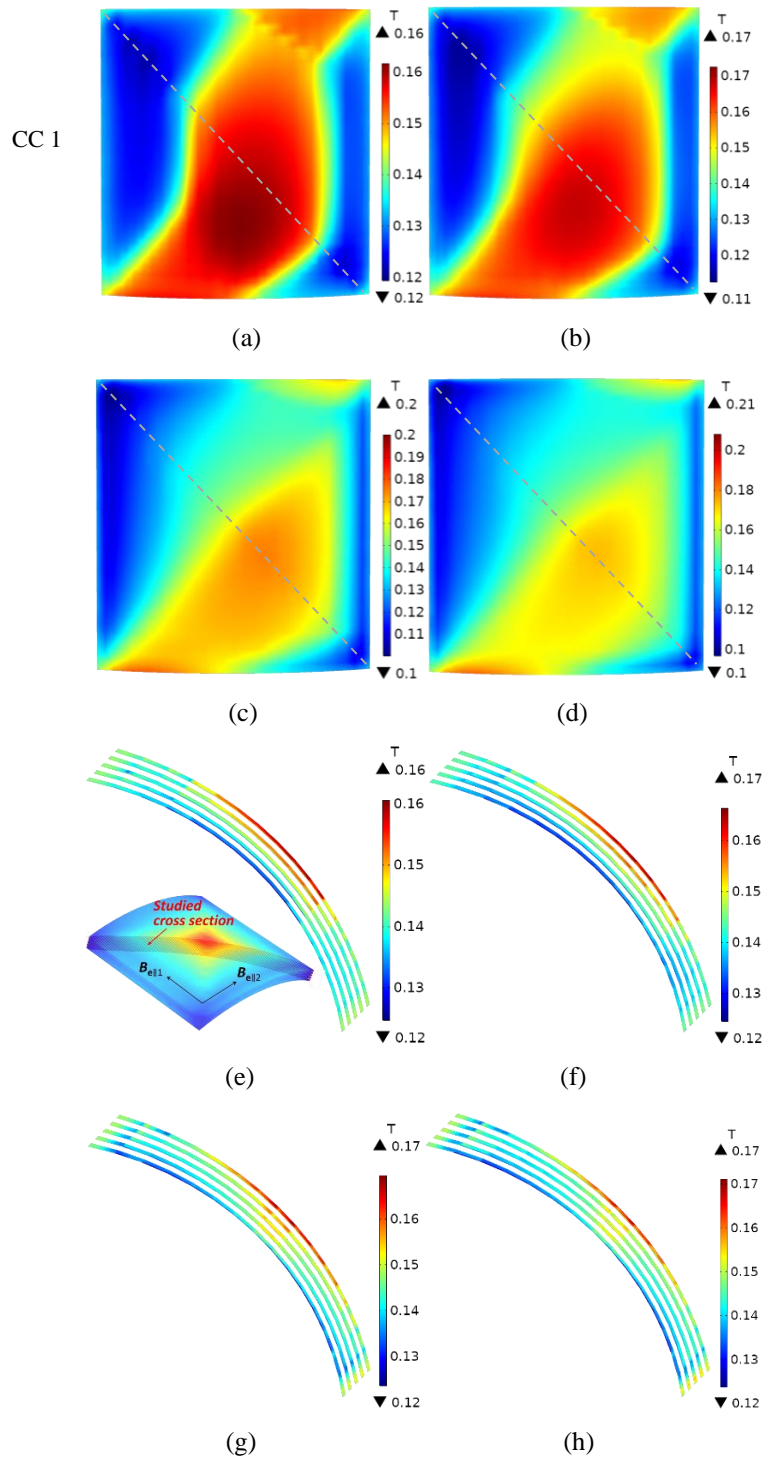 CC 1
T
▲ 0.16
0.16
0.15
0.14
0.13
0.12
▼ 0.12
(a)
T
▲ 0.17
0.17
0.16
0.15
0.14
0.13
0.12
▼ 0.11
(b)
T
▲ 0.2
0.2
0.19
0.18
0.17
0.16
0.15
0.14
0.13
0.12
0.11
▼ 0.1
(c)
T
▲ 0.21
0.2
0.18
0.16
0.14
0.12
0.1
▼ 0.1
(d)
T
▲ 0.16
0.16
0.15
0.14
0.13
▼ 0.12
Studied
cross section
Be||1
Be||2
(e)
T
▲ 0.17
0.16
0.15
0.14
0.13
▼ 0.12
(f)
T
▲ 0.17
0.16
0.15
0.14
0.13
▼ 0.12
(g)
T
▲ 0.17
0.17
0.16
0.15
0.14
0.13
▼ 0.12
(h)